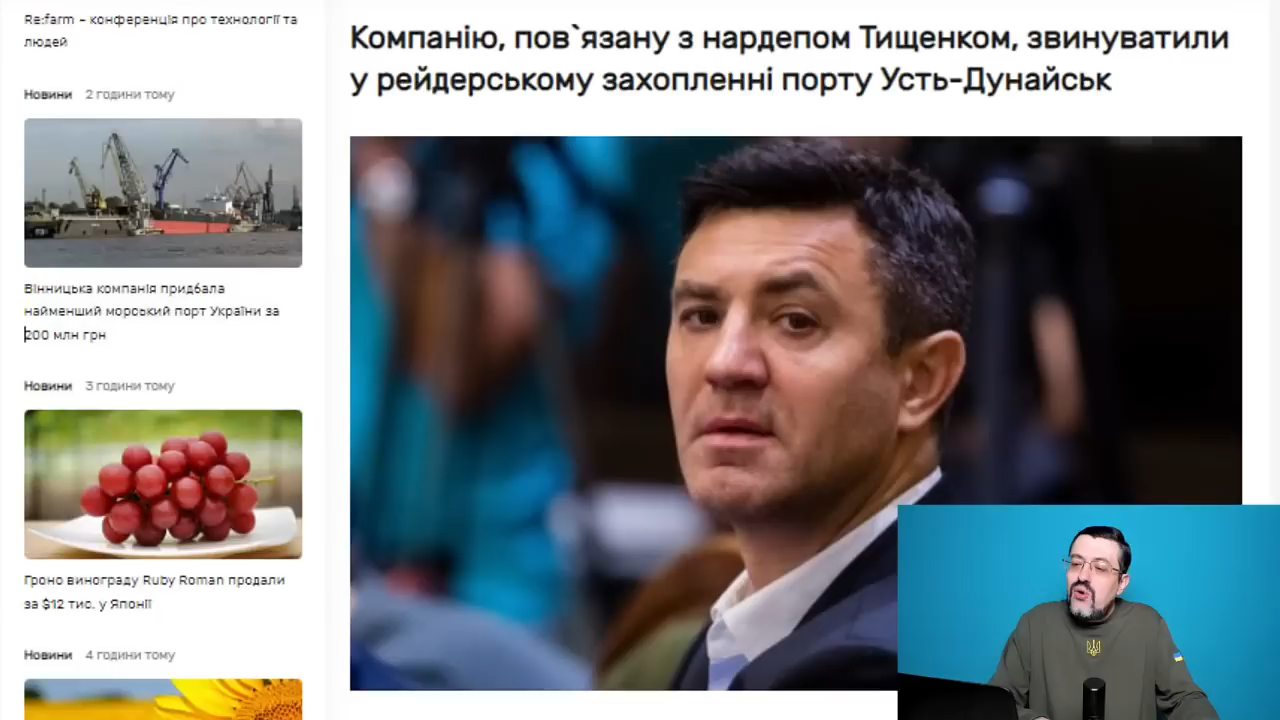 Re:farm – конференція про технології та
людей
Новини 2 години тому
Вінницька компанія придбала
найменший морський порт України за
200 млн грн
Новини 3 години тому
Гроно винограду Ruby Roman продали
за $12 тис. у Японії
Новини 4 години тому
Компанію, пов`язану з нардепом Тищенком, звинуватили
у рейдерському захопленні порту Усть-Дунайськ